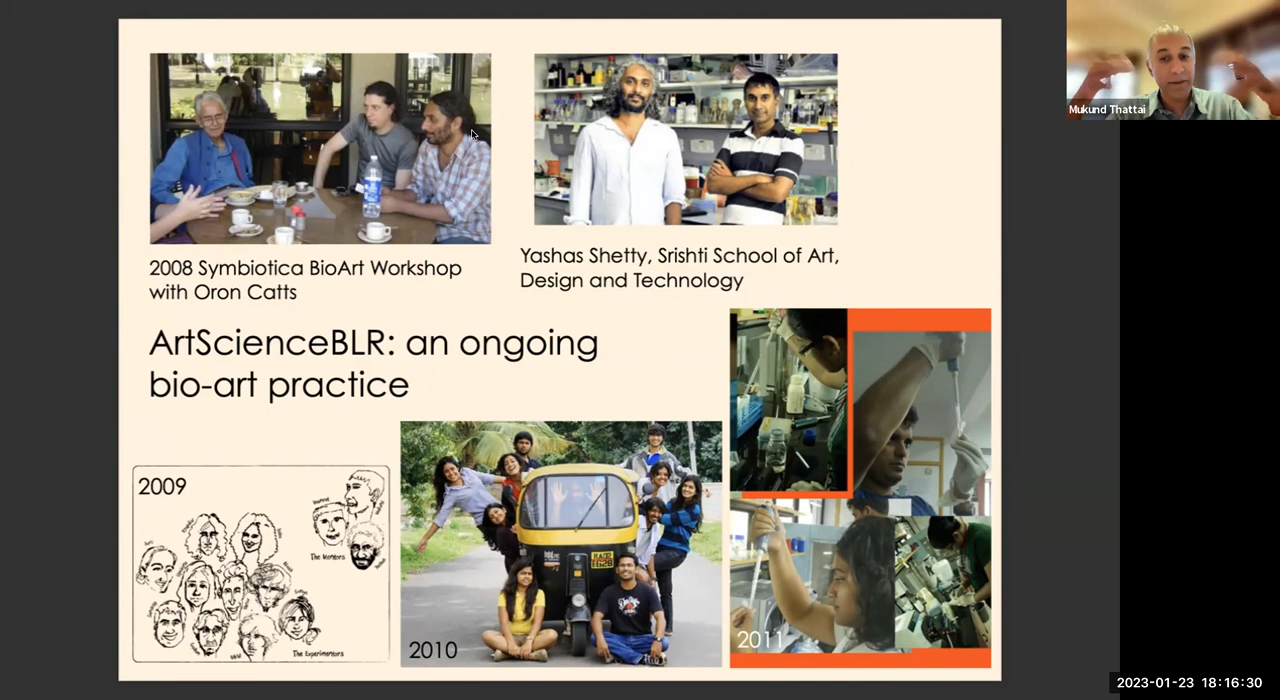 2008 Symbiotica BioArt Workshop
with Oron Catts
Yashas Shetty, Srishti School of Art,
Design and Technology
ArtScienceBLR: an ongoing
bio-art practice
2009
The Mentors
The Experimentors
2010
2011
Mukund Thattai
2023-01-23 18:16:30